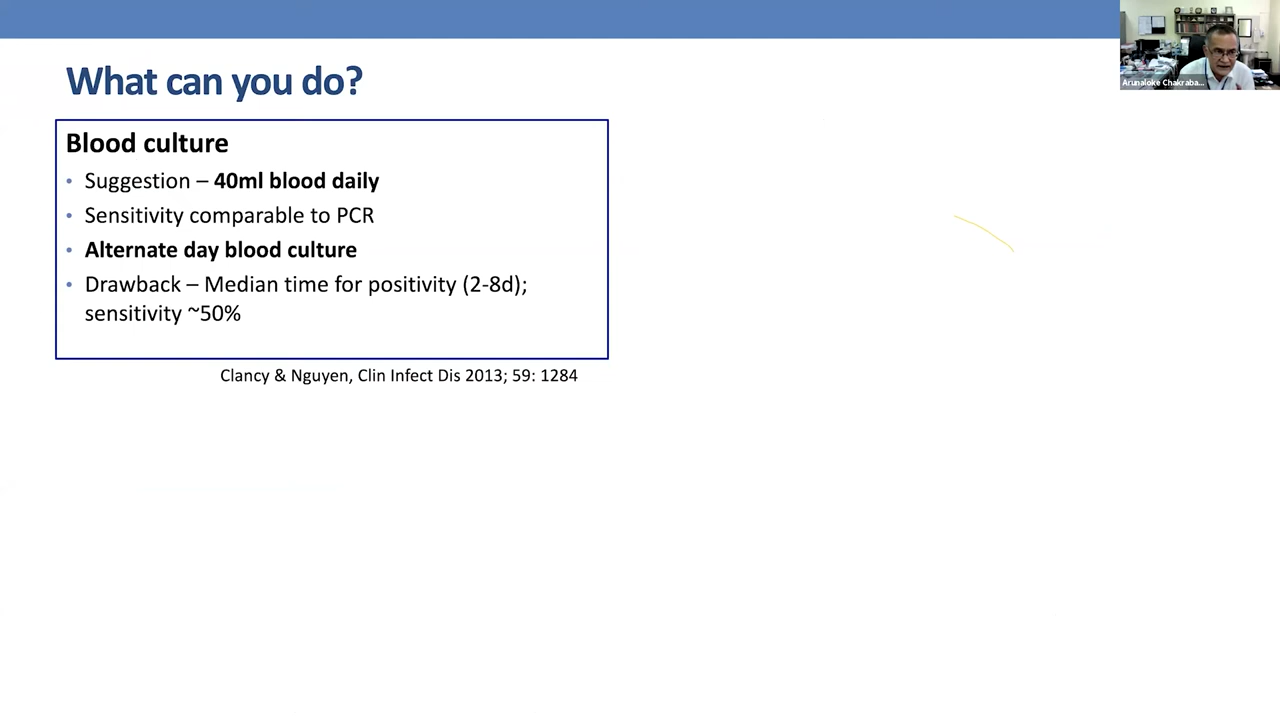 Arunaloke Chakraba...
What can you do?
Blood culture
• Suggestion – 40ml blood daily
• Sensitivity comparable to PCR
• Alternate day blood culture
• Drawback – Median time for positivity (2-8d);
sensitivity ~50%
Clancy & Nguyen, Clin Infect Dis 2013; 59: 1284